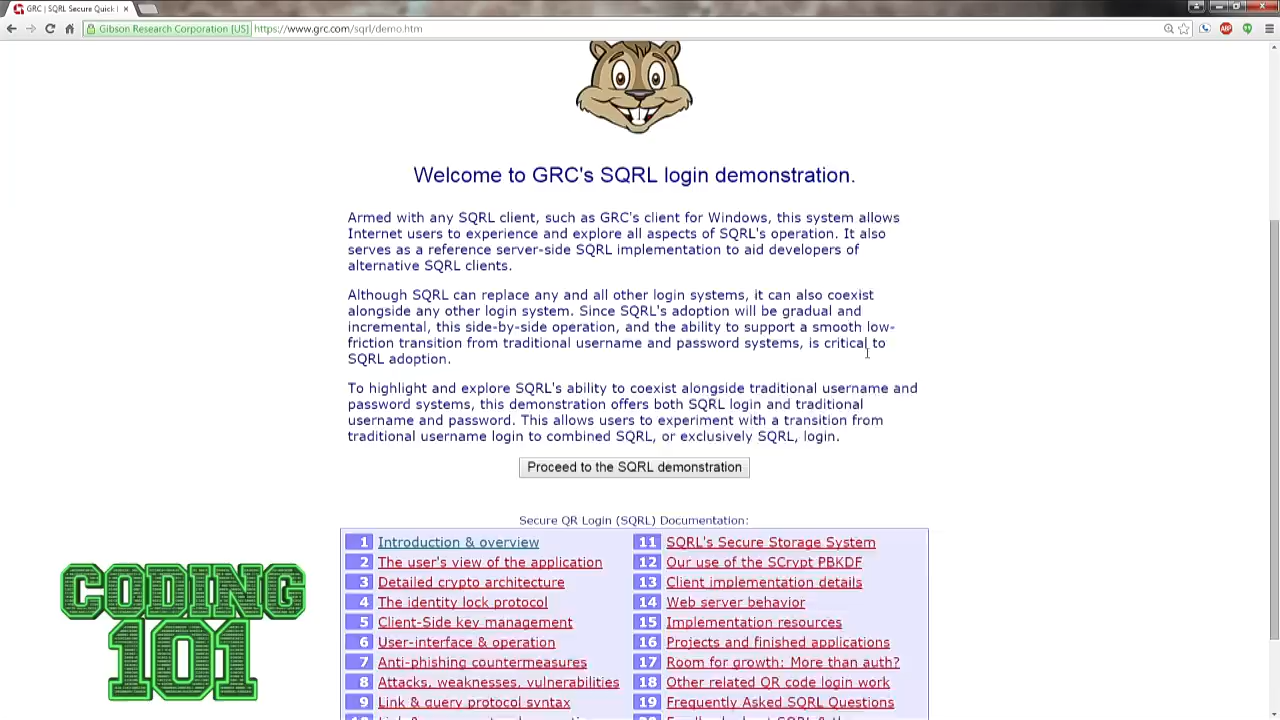 GRC | SQRL Secure Quick
Gibson Research Corporation [US]
https://www.grc.com/sqrl/demo.htm
ABP
Welcome to GRC's SQRL login demonstration.
Armed with any SQRL client, such as GRC's client for Windows, this system allows
Internet users to experience and explore all aspects of SQRL's operation. It also
serves as a reference server-side SQRL implementation to aid developers of
alternative SQRL clients.
Although SQRL can replace any and all other login systems, it can also coexist
alongside any other login system. Since SQRL's adoption will be gradual and
incremental, this side-by-side operation, and the ability to support a smooth low-
friction transition from traditional username and password systems, is critical to
SQRL adoption.
To highlight and explore SQRL's ability to coexist alongside traditional username and
password systems, this demonstration offers both SQRL login and traditional
username and password. This allows users to experiment with a transition from
traditional username login to combined SQRL, or exclusively SQRL, login.
Proceed to the SQRL demonstration
Secure QR Login (SQRL) Documentation:
1 Introduction & overview
2 The user's view of the application
3 Detailed crypto architecture
4 The identity lock protocol
5 Client-Side key management
6 User-interface & operation
7 Anti-phishing countermeasures
8 Attacks, weaknesses, vulnerabilities
9 Link & query protocol syntax
11 SQRL's Secure Storage System
12 Our use of the SCrypt PBKDF
13 Client implementation details
14 Web server behavior
15 Implementation resources
16 Projects and finished applications
17 Room for growth: More than auth?
18 Other related QR code login work
19 Frequently Asked SQRL Questions
CODING
101